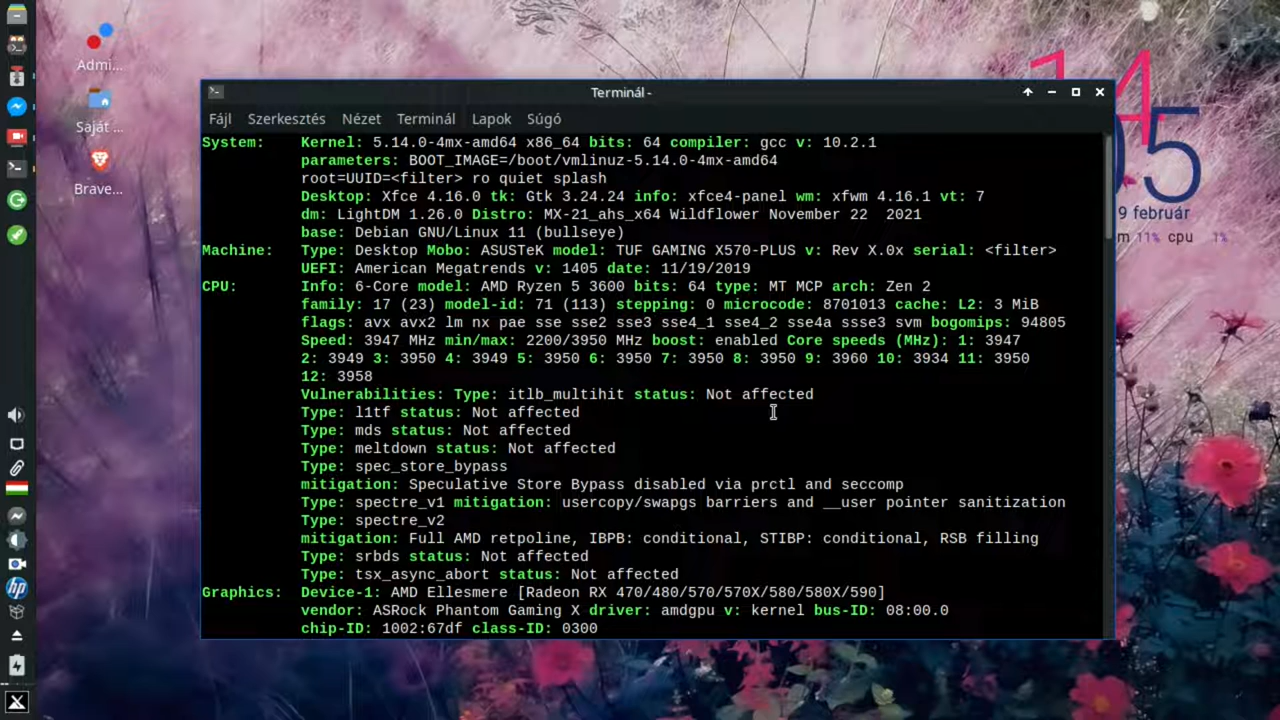 Admi...
Saját ...
Brave...
Terminál -
Fájl Szerkesztés Nézet Terminál Lapok Súgó
System: Kernel: 5.14.0-4mx-amd64 x86_64 bits: 64 compiler: gcc v: 10.2.1
parameters: BOOT_IMAGE=/boot/vmlinuz-5.14.0-4mx-amd64
root=UUID=<filter> ro quiet splash
Desktop: Xfce 4.16.0 tk: Gtk 3.24.24 info: xfce4-panel wm: xfwm 4.16.1 vt: 7
dm: LightDM 1.26.0 Distro: MX-21_ahs_x64 Wildflower November 22  2021
base: Debian GNU/Linux 11 (bullseye)
Machine: Type: Desktop Mobo: ASUSTeK model: TUF GAMING X570-PLUS v: Rev X.0x serial: <filter>
UEFI: American Megatrends v: 1405 date: 11/19/2019
CPU: Info: 6-Core model: AMD Ryzen 5 3600 bits: 64 type: MT MCP arch: Zen 2
family: 17 (23) model-id: 71 (113) stepping: 0 microcode: 8701013 cache: L2: 3 MiB
flags: avx avx2 lm nx pae sse sse2 sse3 sse4_1 sse4_2 sse4a ssse3 svm bogomips: 94805
Speed: 3947 MHz min/max: 2200/3950 MHz boost: enabled Core speeds (MHz): 1: 3947
2: 3949 3: 3950 4: 3949 5: 3950 6: 3950 7: 3950 8: 3950 9: 3960 10: 3934 11: 3950
12: 3958
Vulnerabilities: Type: itlb_multihit status: Not affected
Type: l1tf status: Not affected
Type: mds status: Not affected
Type: meltdown status: Not affected
Type: spec_store_bypass
mitigation: Speculative Store Bypass disabled via prctl and seccomp
Type: spectre_v1 mitigation: usercopy/swapgs barriers and __user pointer sanitization
Type: spectre_v2
mitigation: Full AMD retpoline, IBPB: conditional, STIBP: conditional, RSB filling
Type: srbds status: Not affected
Type: tsx_async_abort status: Not affected
Graphics: Device-1: AMD Ellesmere [Radeon RX 470/480/570/570X/580/580X/590]
vendor: ASRock Phantom Gaming X driver: amdgpu v: kernel bus-ID: 08:00.0
chip-ID: 1002:67df class-ID: 0300
14
05
9 február
m 11% cpu 1%
hp